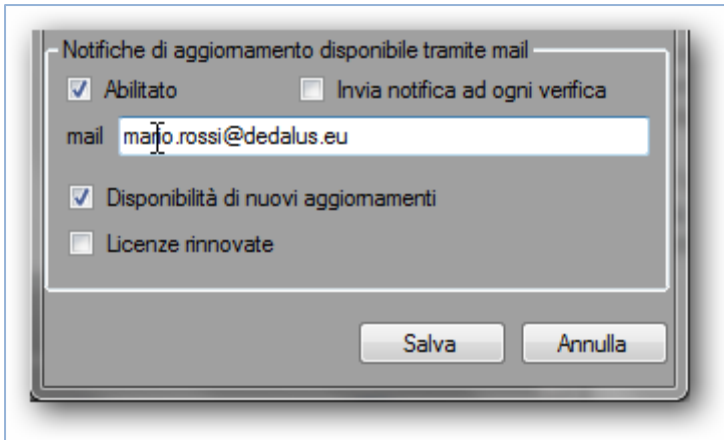 Notifiche di aggiornamento disponibile tramite mail
Abilitato Invia notifica ad ogni verifica
mail mario.rossi@dedalus.eu
Disponibilità di nuovi aggiornamenti
Licenze rinnovate
Salva Annulla